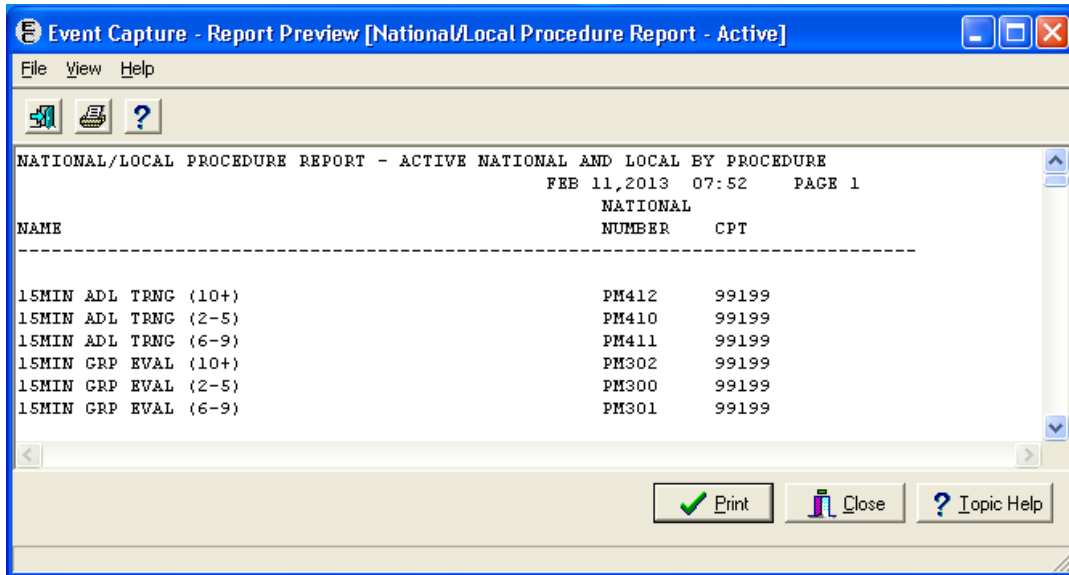 Event Capture - Report Preview [National/Local Procedure Report - Active]
File View Help
?
NATIONAL/LOCAL PROCEDURE REPORT - ACTIVE NATIONAL AND LOCAL BY PROCEDURE
FEB 11,2013 07:52 PAGE 1
NATIONAL
NAME NUMBER CPT
---------------------------------------------------------------------------------
15MIN ADL TRNG (10+) PM412 99199
15MIN ADL TRNG (2-5) PM410 99199
15MIN ADL TRNG (6-9) PM411 99199
15MIN GRP EVAL (10+) PM302 99199
15MIN GRP EVAL (2-5) PM300 99199
15MIN GRP EVAL (6-9) PM301 99199
Print Close ? Topic Help